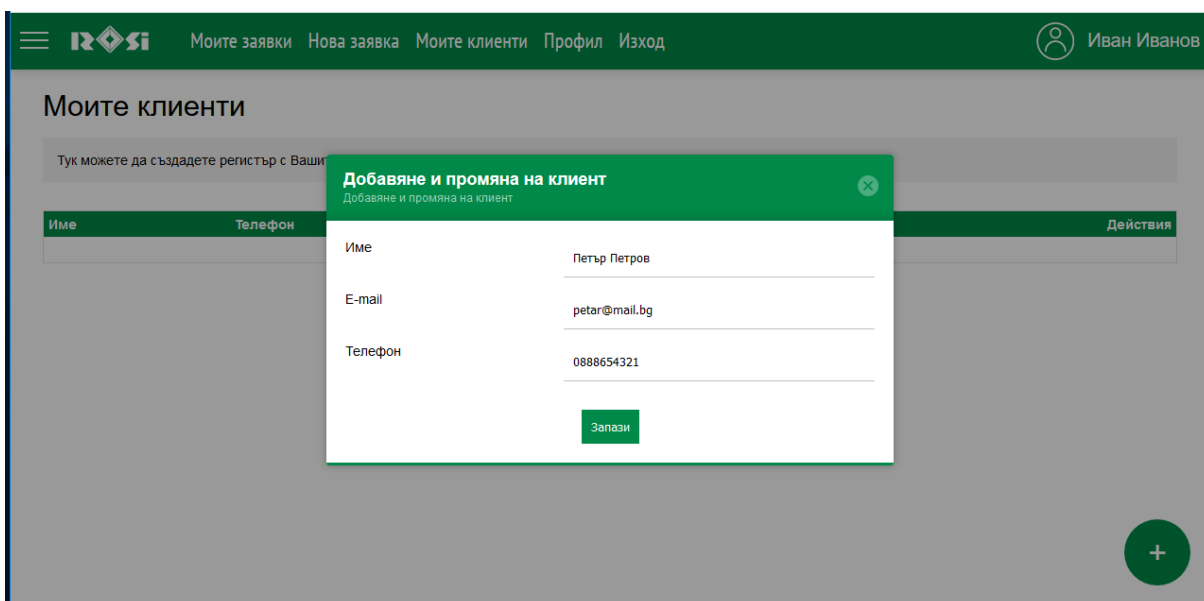 ROSi Моите заявки Нова заявка Моите клиенти Профил Изход Иван Иванов
Моите клиенти
Тук можете да създадете регистър с
Добавяне и промяна на клиент
Добавяне и промяна на клиент
Име Телефон Действия
Име
Петър Петров
E-mail
petar@mail.bg
Телефон
0888654321
Запази
+